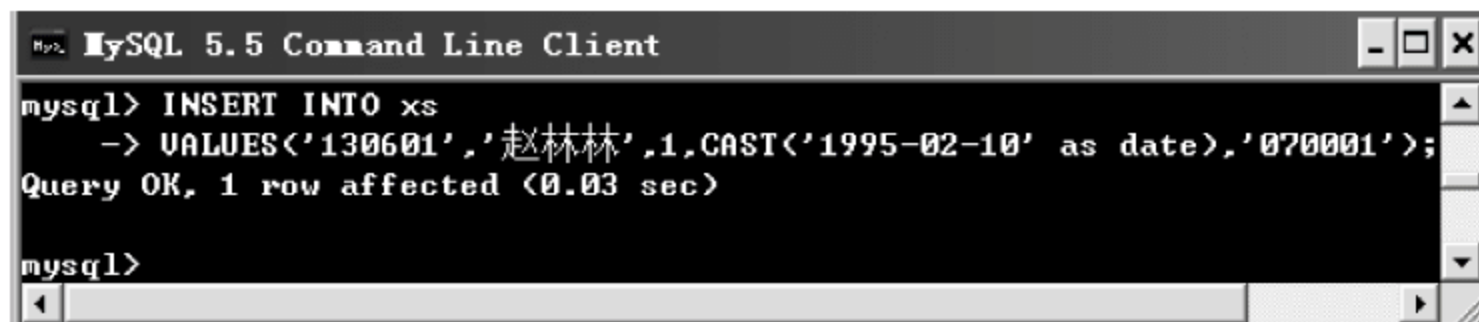 MySQL 5.5 Command Line Client
mysql> INSERT INTO xs
    -> VALUES('130601','赵林林',1,CAST('1995-02-10' as date),'070001');
Query OK, 1 row affected (0.03 sec)
mysql>